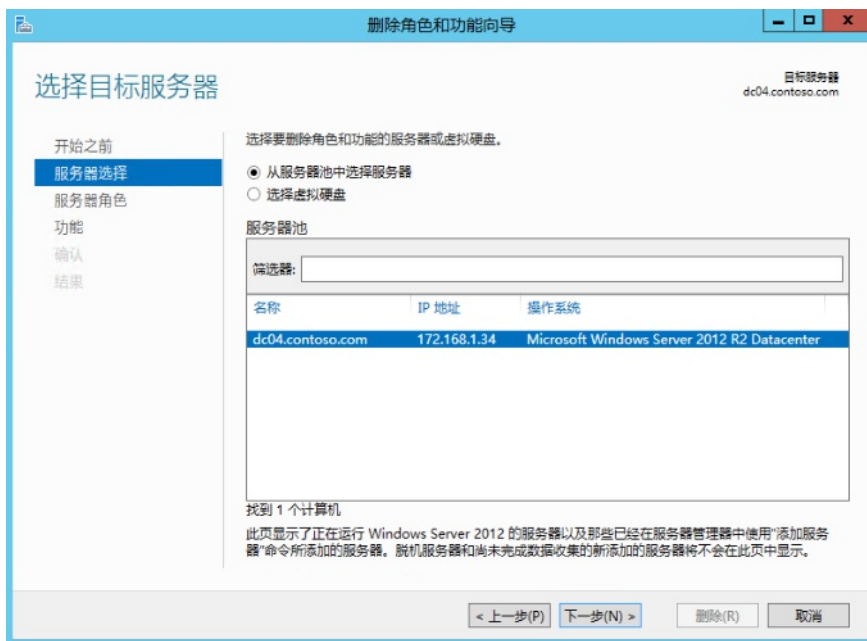 删除角色和功能向导
选择目标服务器
目标服务器
dc04.contoso.com
开始之前
服务器选择
服务器角色
功能
确认
结果
选择要删除角色和功能的服务器或虚拟硬盘。
从服务器池中选择服务器
选择虚拟硬盘
服务器池
筛选器:
名称 IP 地址 操作系统
dc04.contoso.com 172.168.1.34 Microsoft Windows Server 2012 R2 Datacenter
找到 1 个计算机
此页显示了正在运行 Windows Server 2012 的服务器以及那些已经在服务器管理器中使用"添加服务
器"命令所添加的服务器。脱机服务器和尚未完成数据收集的新添加的服务器将不会在此页中显示。
< 上一步(P) 下一步(N) > 删除(R) 取消